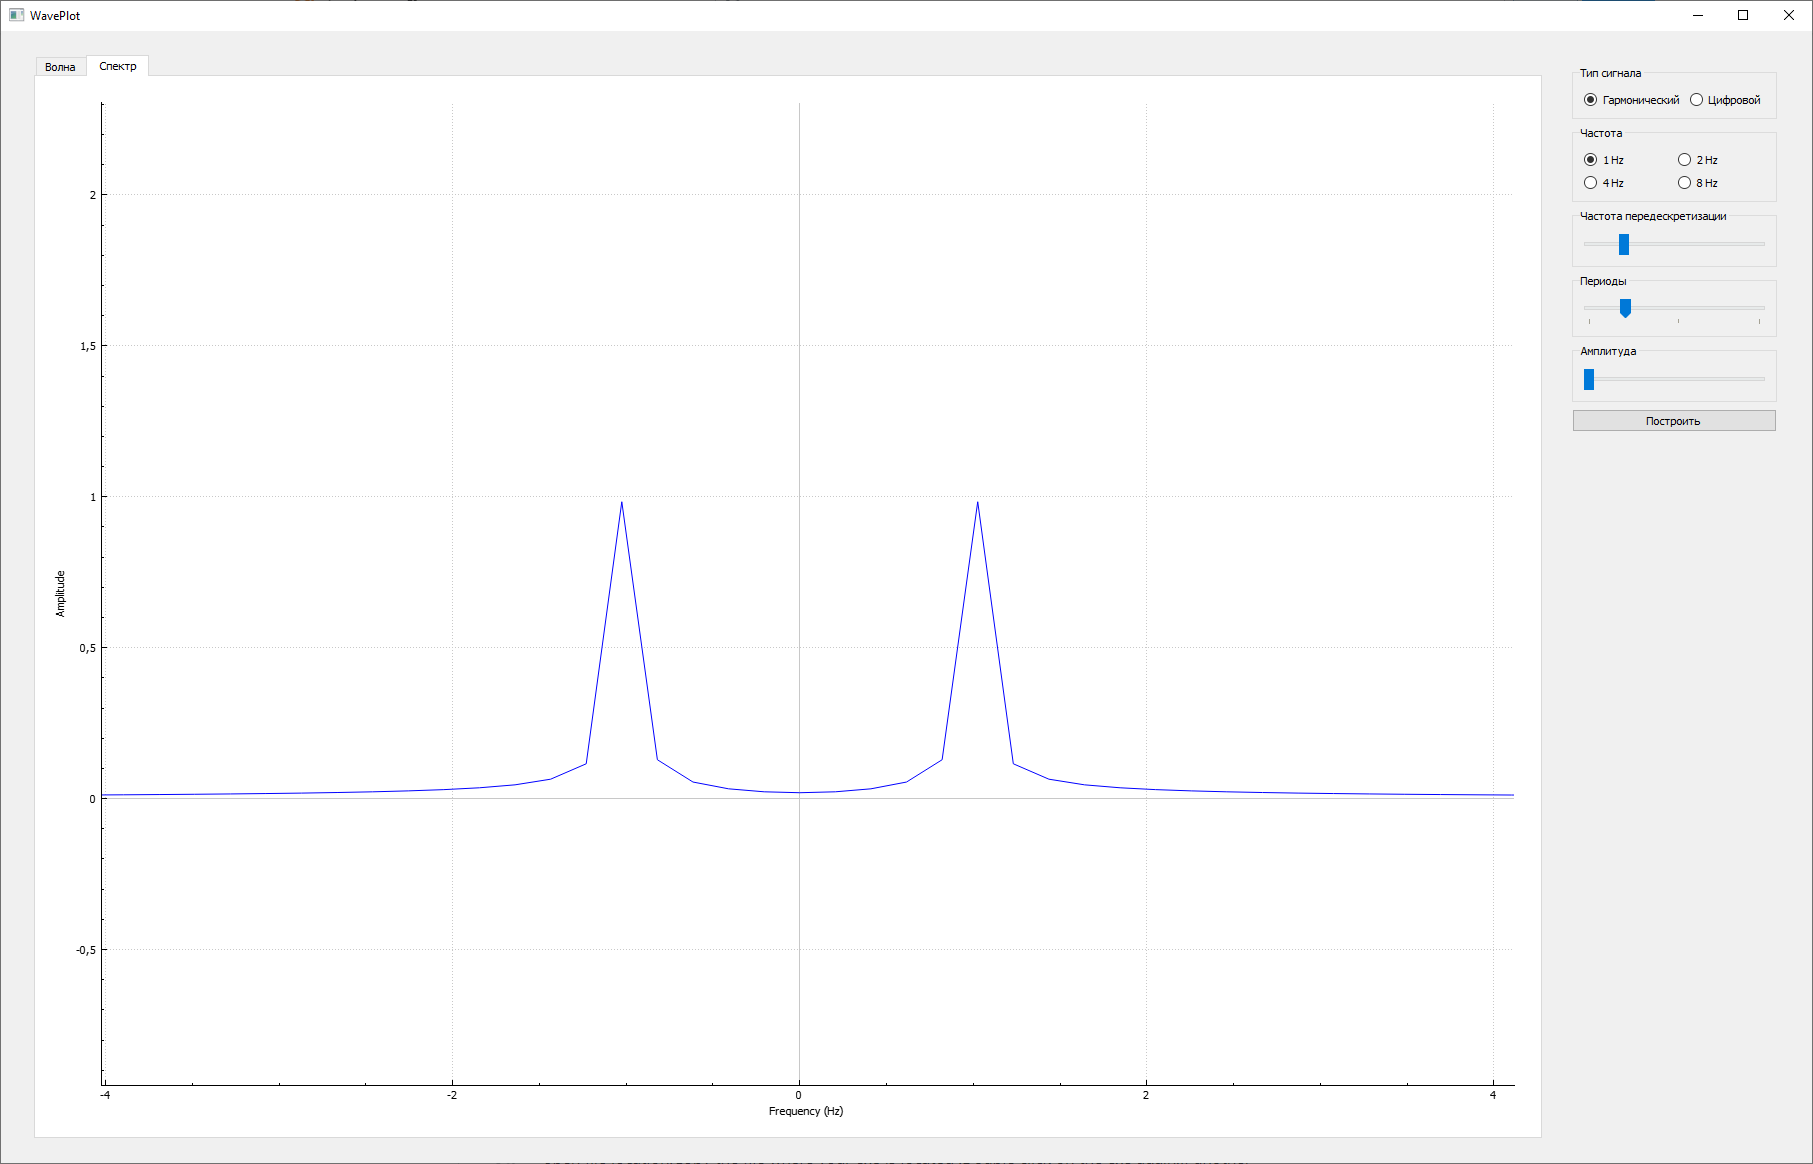 WavePlot
Волна
Спектр
2
1,5
1
0,5
0
-0,5
Amplitude
-4
-2
0
2
4
Frequency (Hz)
Тип сигнала
Гармонический
Цифровой
Частота
1 Hz
2 Hz
4 Hz
8 Hz
Частота передескретизации
Периоды
Амплитуда
Построить